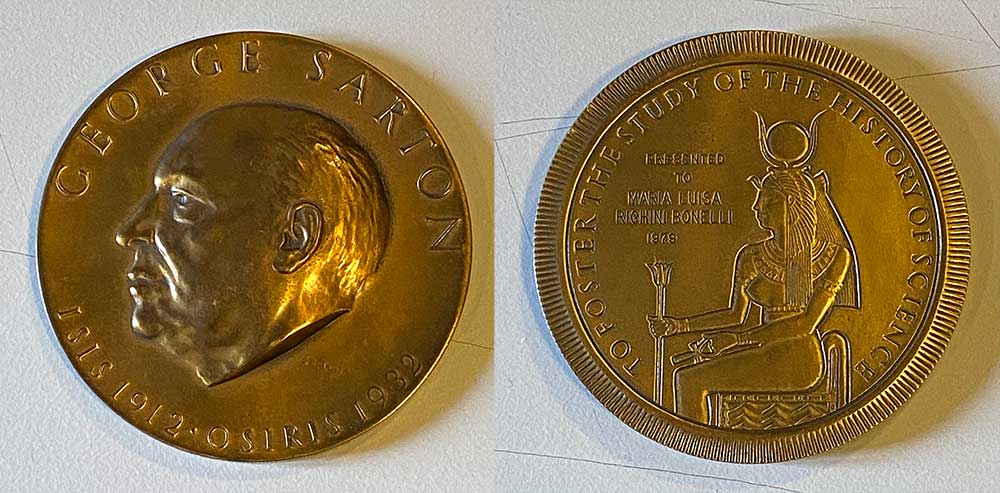 GEORGE SARTON
ISIS 1912 · OSIRIS 1932
TO FOSTER THE STUDY OF THE HISTORY OF SCIENCE
PRESENTED
TO
MARIA LUISA
RIGHINI BONELLI
1979